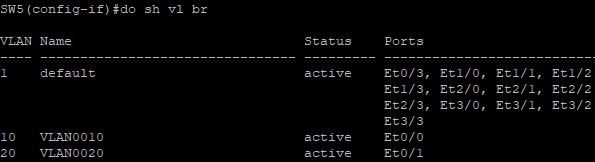 SW5(config-if)#do sh vl br
VLAN Name                             Status    Ports
---- -------------------------------- --------- -------------------------------
1    default                          active    Et0/3, Et1/0, Et1/1, Et1/2
                                                Et1/3, Et2/0, Et2/1, Et2/2
                                                Et2/3, Et3/0, Et3/1, Et3/2
                                                Et3/3
10   VLAN0010                         active    Et0/0
20   VLAN0020                         active    Et0/1